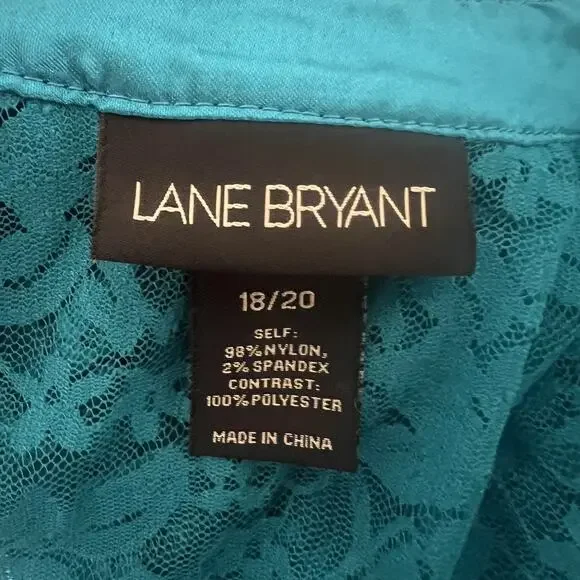 LANE BRYANT
18/20
SELF:
98% NYLON,
2% SPANDEX
CONTRAST:
100% POLYESTER
MADE IN CHINA